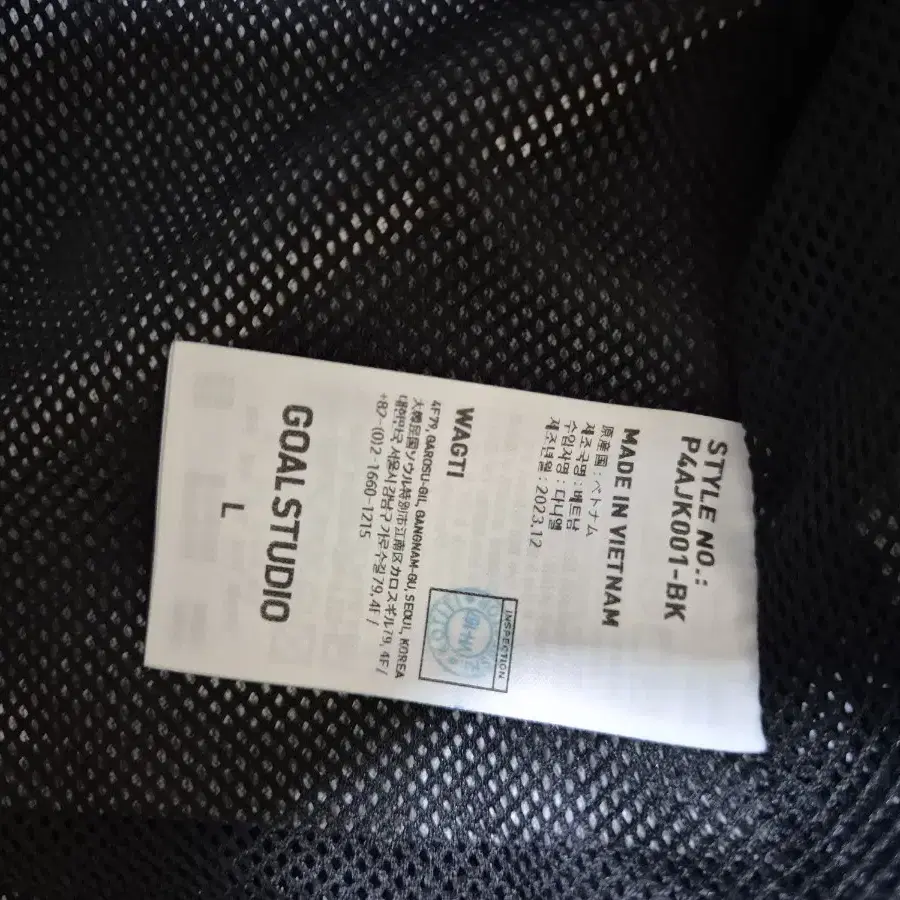 STYLE NO.:
P4AJK001-BK
MADE IN VIETNAM
原産国 : ベトナム
제조국명 : 베트남
수입자명 : 다니엘
제조년월 : 2023.12
INSPECTION
WAGTI
4F79, GAROSU-GIL, GANGNAM-GU, SEOUL, KOREA
大韓民国ソウル特別市江南区カロスギル79, 4F /
대한민국 서울시 강남구 가로수길 79, 4F /
+82-(0)2-1660-1215
GOALSTUDIO
L